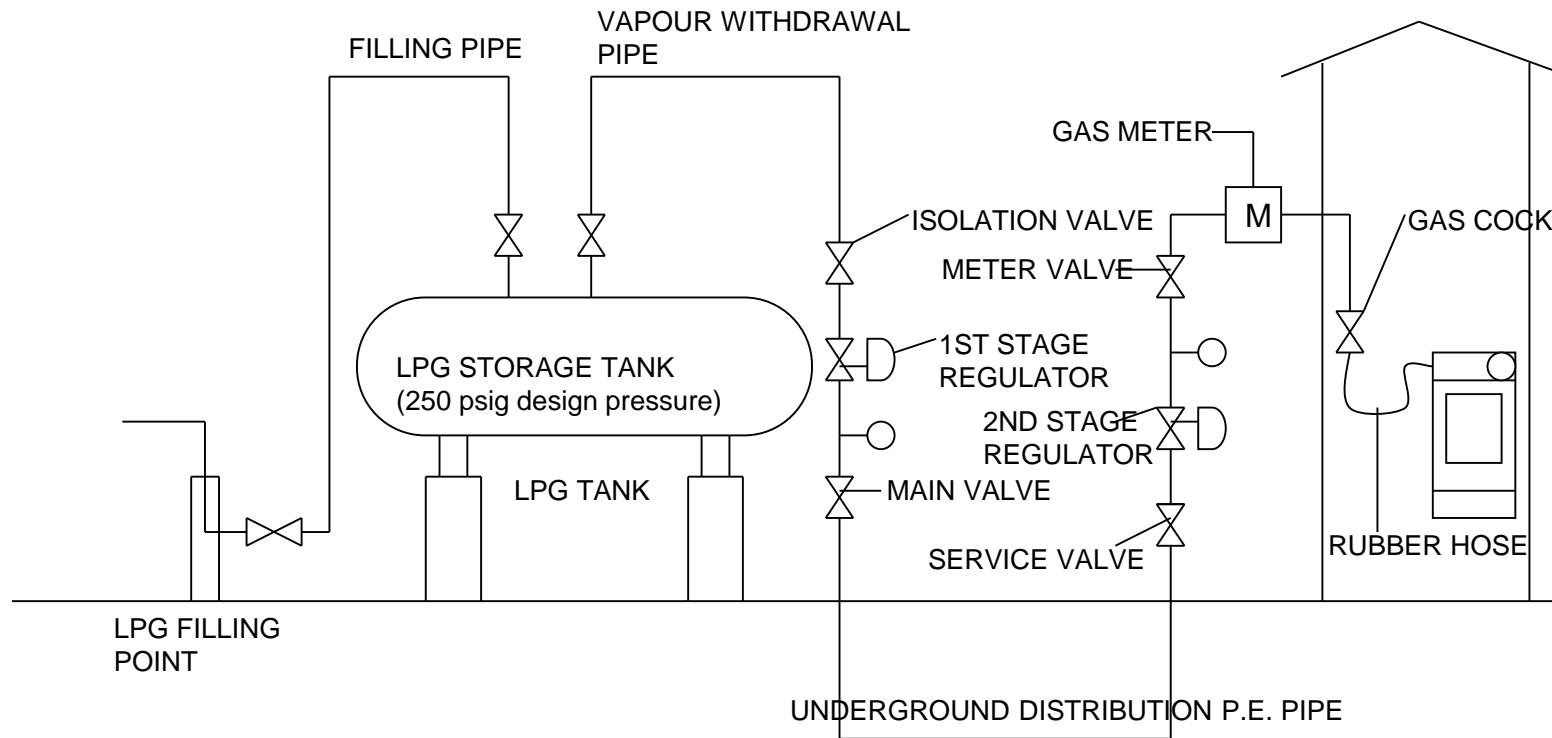 VAPOUR WITHDRAWAL
PIPE
FILLING PIPE
GAS METER
M
ISOLATION VALVE
GAS COCK
METER VALVE
1ST STAGE
REGULATOR
LPG STORAGE TANK
(250 psig design pressure)
2ND STAGE
REGULATOR
LPG TANK
MAIN VALVE
SERVICE VALVE
RUBBER HOSE
LPG FILLING
POINT
UNDERGROUND DISTRIBUTION P.E. PIPE